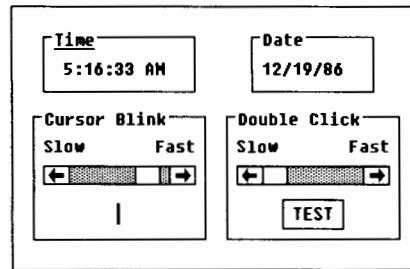 Time Date
5:16:33 AM 12/19/86
Cursor Blink Double Click
Slow Fast Slow Fast
TEST